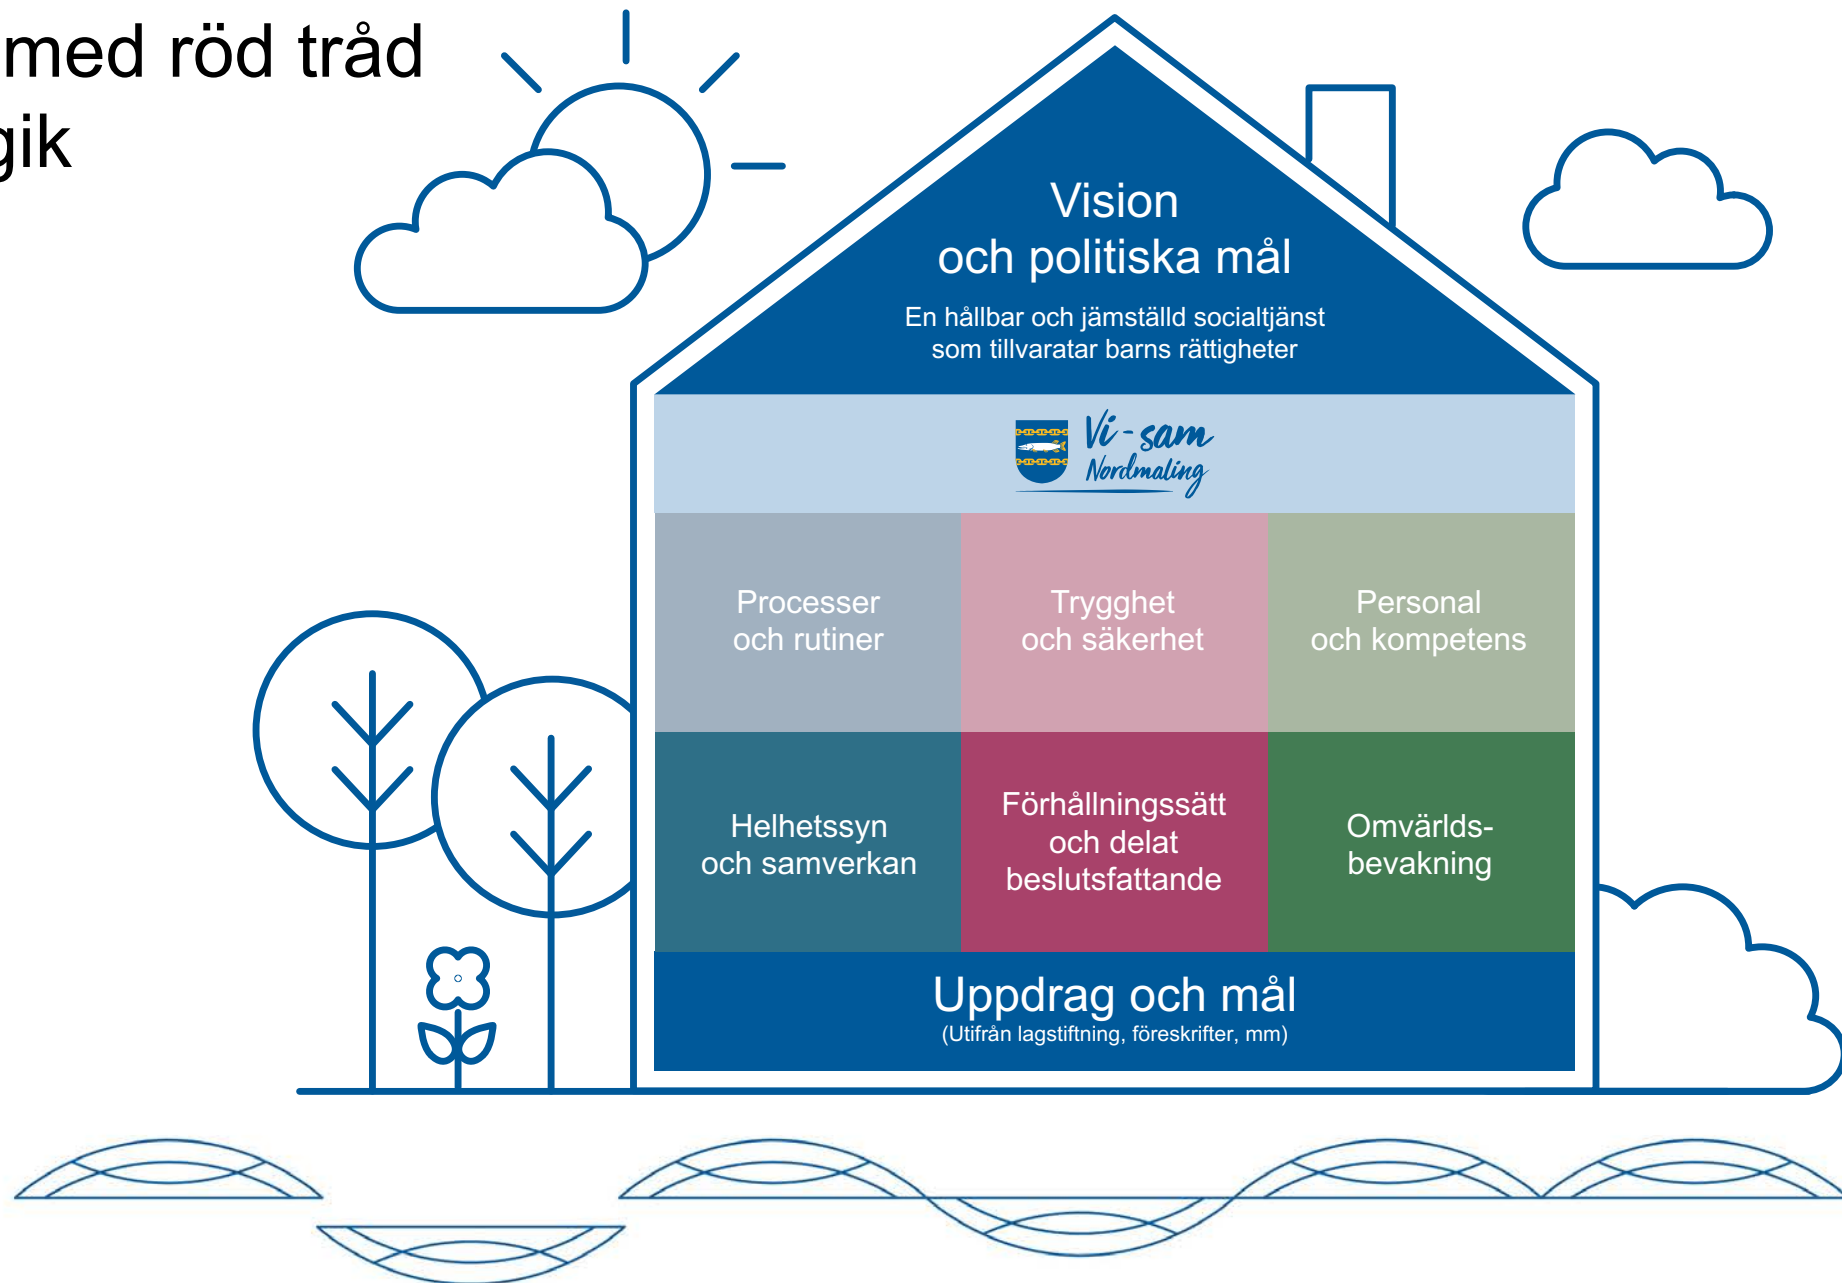 med röd tråd
gik
Vision
och politiska mål
En hållbar och jämställd socialtjänst
som tillvaratar barns rättigheter
Vi-sam
Nordmaling
Processer
och rutiner
Trygghet
och säkerhet
Personal
och kompetens
Helhetssyn
och samverkan
Förhållningssätt
och delat
beslutsfattande
Omvärlds-
bevakning
Uppdrag och mål
(Utifrån lagstiftning, föreskrifter, mm)